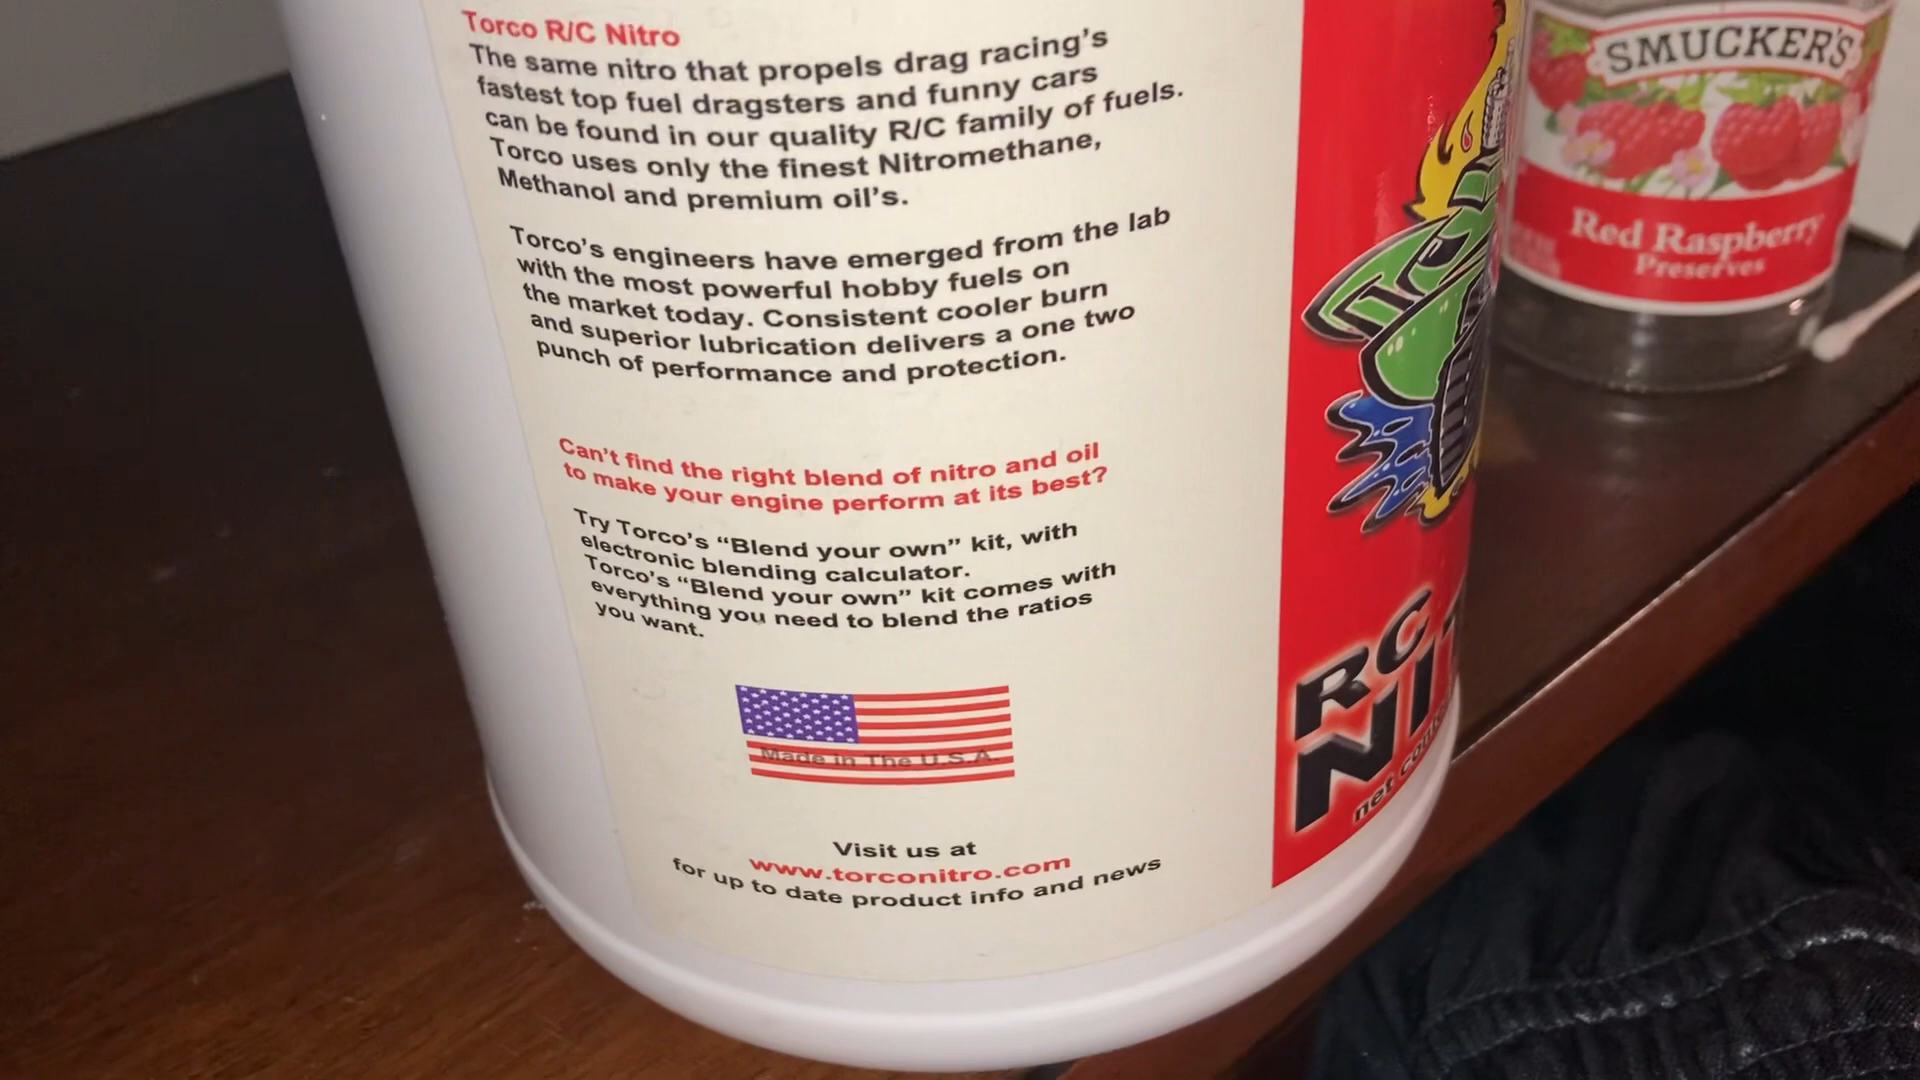 Torco R/C Nitro
The same nitro that propels drag racing's
fastest top fuel dragsters and funny cars
can be found in our quality R/C family of fuels.
Torco uses only the finest Nitromethane,
Methanol and premium oil's.
Torco's engineers have emerged from the lab
with the most powerful hobby fuels on
the market today. Consistent cooler burn
and superior lubrication delivers a one two
punch of performance and protection.
Can't find the right blend of nitro and oil
to make your engine perform at its best?
Try Torco's “Blend your own” kit, with
electronic blending calculator.
Torco's “Blend your own” kit comes with
everything you need to blend the ratios
you want.
Made in The U.S.A.
Visit us at
www.torconitro.com
for up to date product info and news
RC
net
SMUCKER'S
Red Raspberry
Preserves